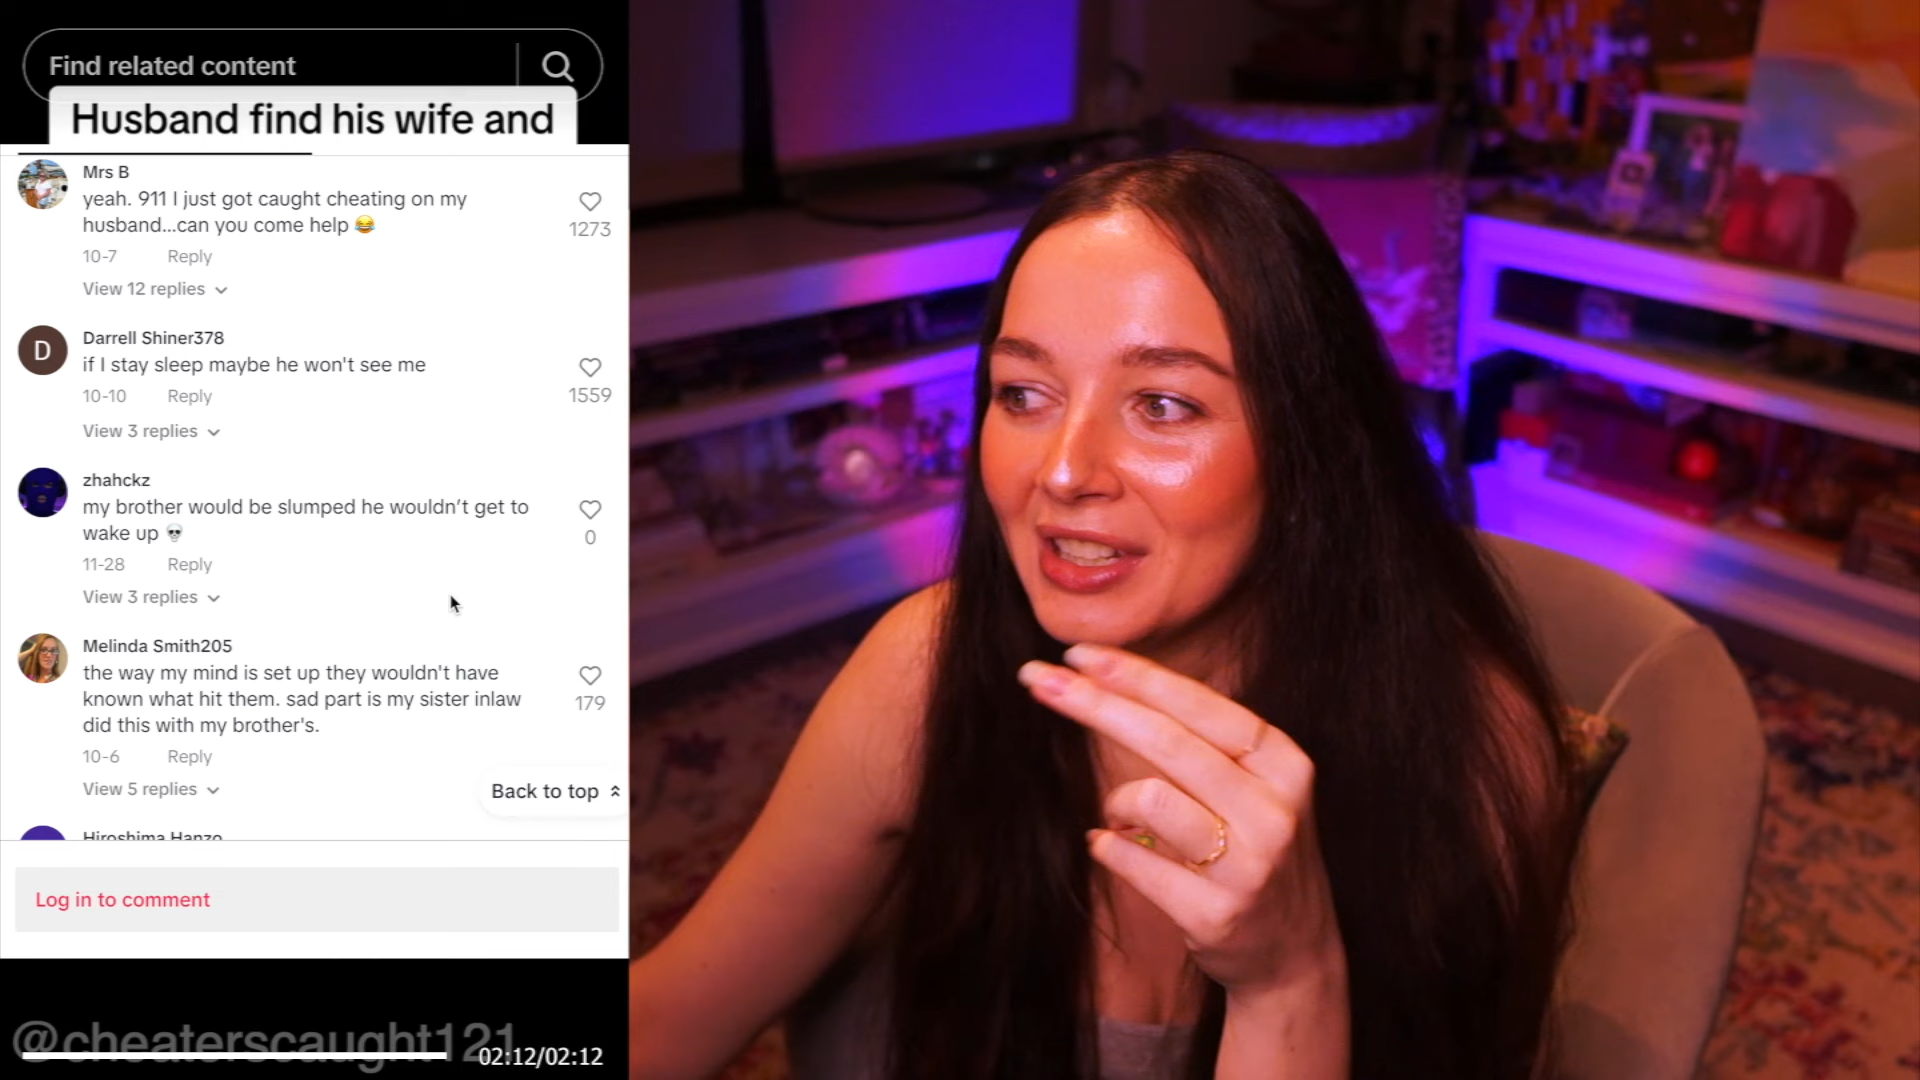 Find related content
Husband find his wife and
Mrs B
yeah. 911 I just got caught cheating on my
husband...can you come help 😂
1273
10-7 Reply
View 12 replies
D
Darrell Shiner378
if I stay sleep maybe he won't see me
1559
10-10 Reply
View 3 replies
zhahckz
my brother would be slumped he wouldn't get to
wake up 💀
0
11-28 Reply
View 3 replies
Melinda Smith205
the way my mind is set up they wouldn't have
known what hit them. sad part is my sister inlaw
did this with my brother's.
179
10-6 Reply
View 5 replies
Back to top
Hiroshima Hanzo
Log in to comment
@cheaterscaught121
02:12/02:12